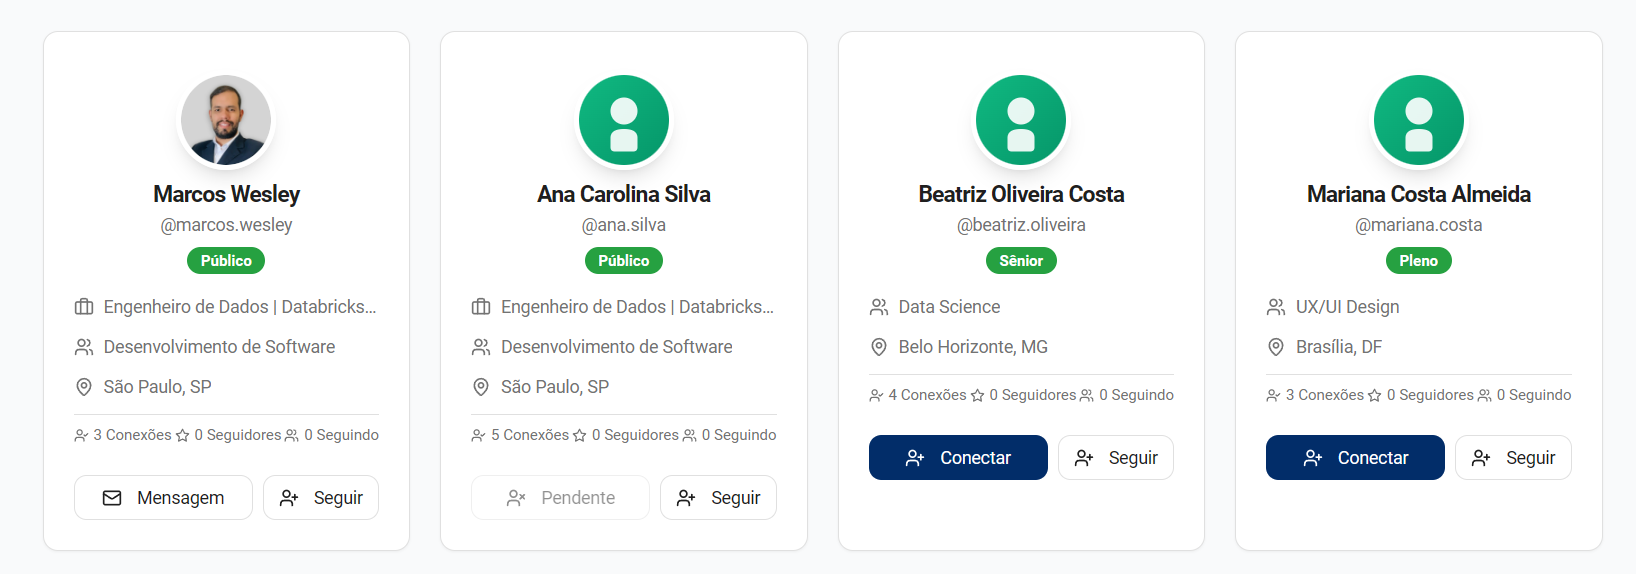 Marcos Wesley
@marcos.wesley
Público
Engenheiro de Dados | Databricks...
Desenvolvimento de Software
São Paulo, SP
3 Conexões 0 Seguidores 0 Seguindo
Mensagem Seguir
Ana Carolina Silva
@ana.silva
Público
Engenheiro de Dados | Databricks...
Desenvolvimento de Software
São Paulo, SP
5 Conexões 0 Seguidores 0 Seguindo
Pendente Seguir
Beatriz Oliveira Costa
@beatriz.oliveira
Sênior
Data Science
Belo Horizonte, MG
4 Conexões 0 Seguidores 0 Seguindo
Conectar Seguir
Mariana Costa Almeida
@mariana.costa
Pleno
UX/UI Design
Brasília, DF
3 Conexões 0 Seguidores 0 Seguindo
Conectar Seguir